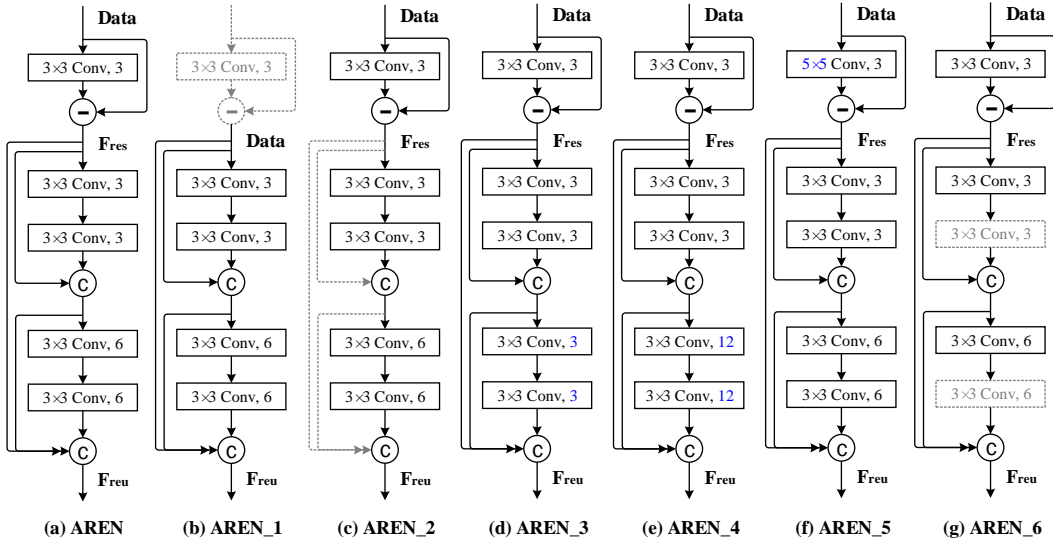 Data
3×3 Conv, 3
−
Fres
3×3 Conv, 3
3×3 Conv, 3
C
3×3 Conv, 6
3×3 Conv, 6
C
Freu
(a) AREN
3×3 Conv, 3
−
Data
3×3 Conv, 3
3×3 Conv, 3
C
3×3 Conv, 6
3×3 Conv, 6
C
Freu
(b) AREN_1
Data
3×3 Conv, 3
−
Fres
3×3 Conv, 3
3×3 Conv, 3
C
3×3 Conv, 6
3×3 Conv, 6
C
Freu
(c) AREN_2
Data
3×3 Conv, 3
−
Fres
3×3 Conv, 3
3×3 Conv, 3
C
3×3 Conv, 3
3×3 Conv, 3
C
Freu
(d) AREN_3
Data
3×3 Conv, 3
−
Fres
3×3 Conv, 3
3×3 Conv, 3
C
3×3 Conv, 12
3×3 Conv, 12
C
Freu
(e) AREN_4
Data
5×5 Conv, 3
−
Fres
3×3 Conv, 3
3×3 Conv, 3
C
3×3 Conv, 6
3×3 Conv, 6
C
Freu
(f) AREN_5
Data
3×3 Conv, 3
−
Fres
3×3 Conv, 3
3×3 Conv, 3
C
3×3 Conv, 6
3×3 Conv, 6
C
Freu
(g) AREN_6